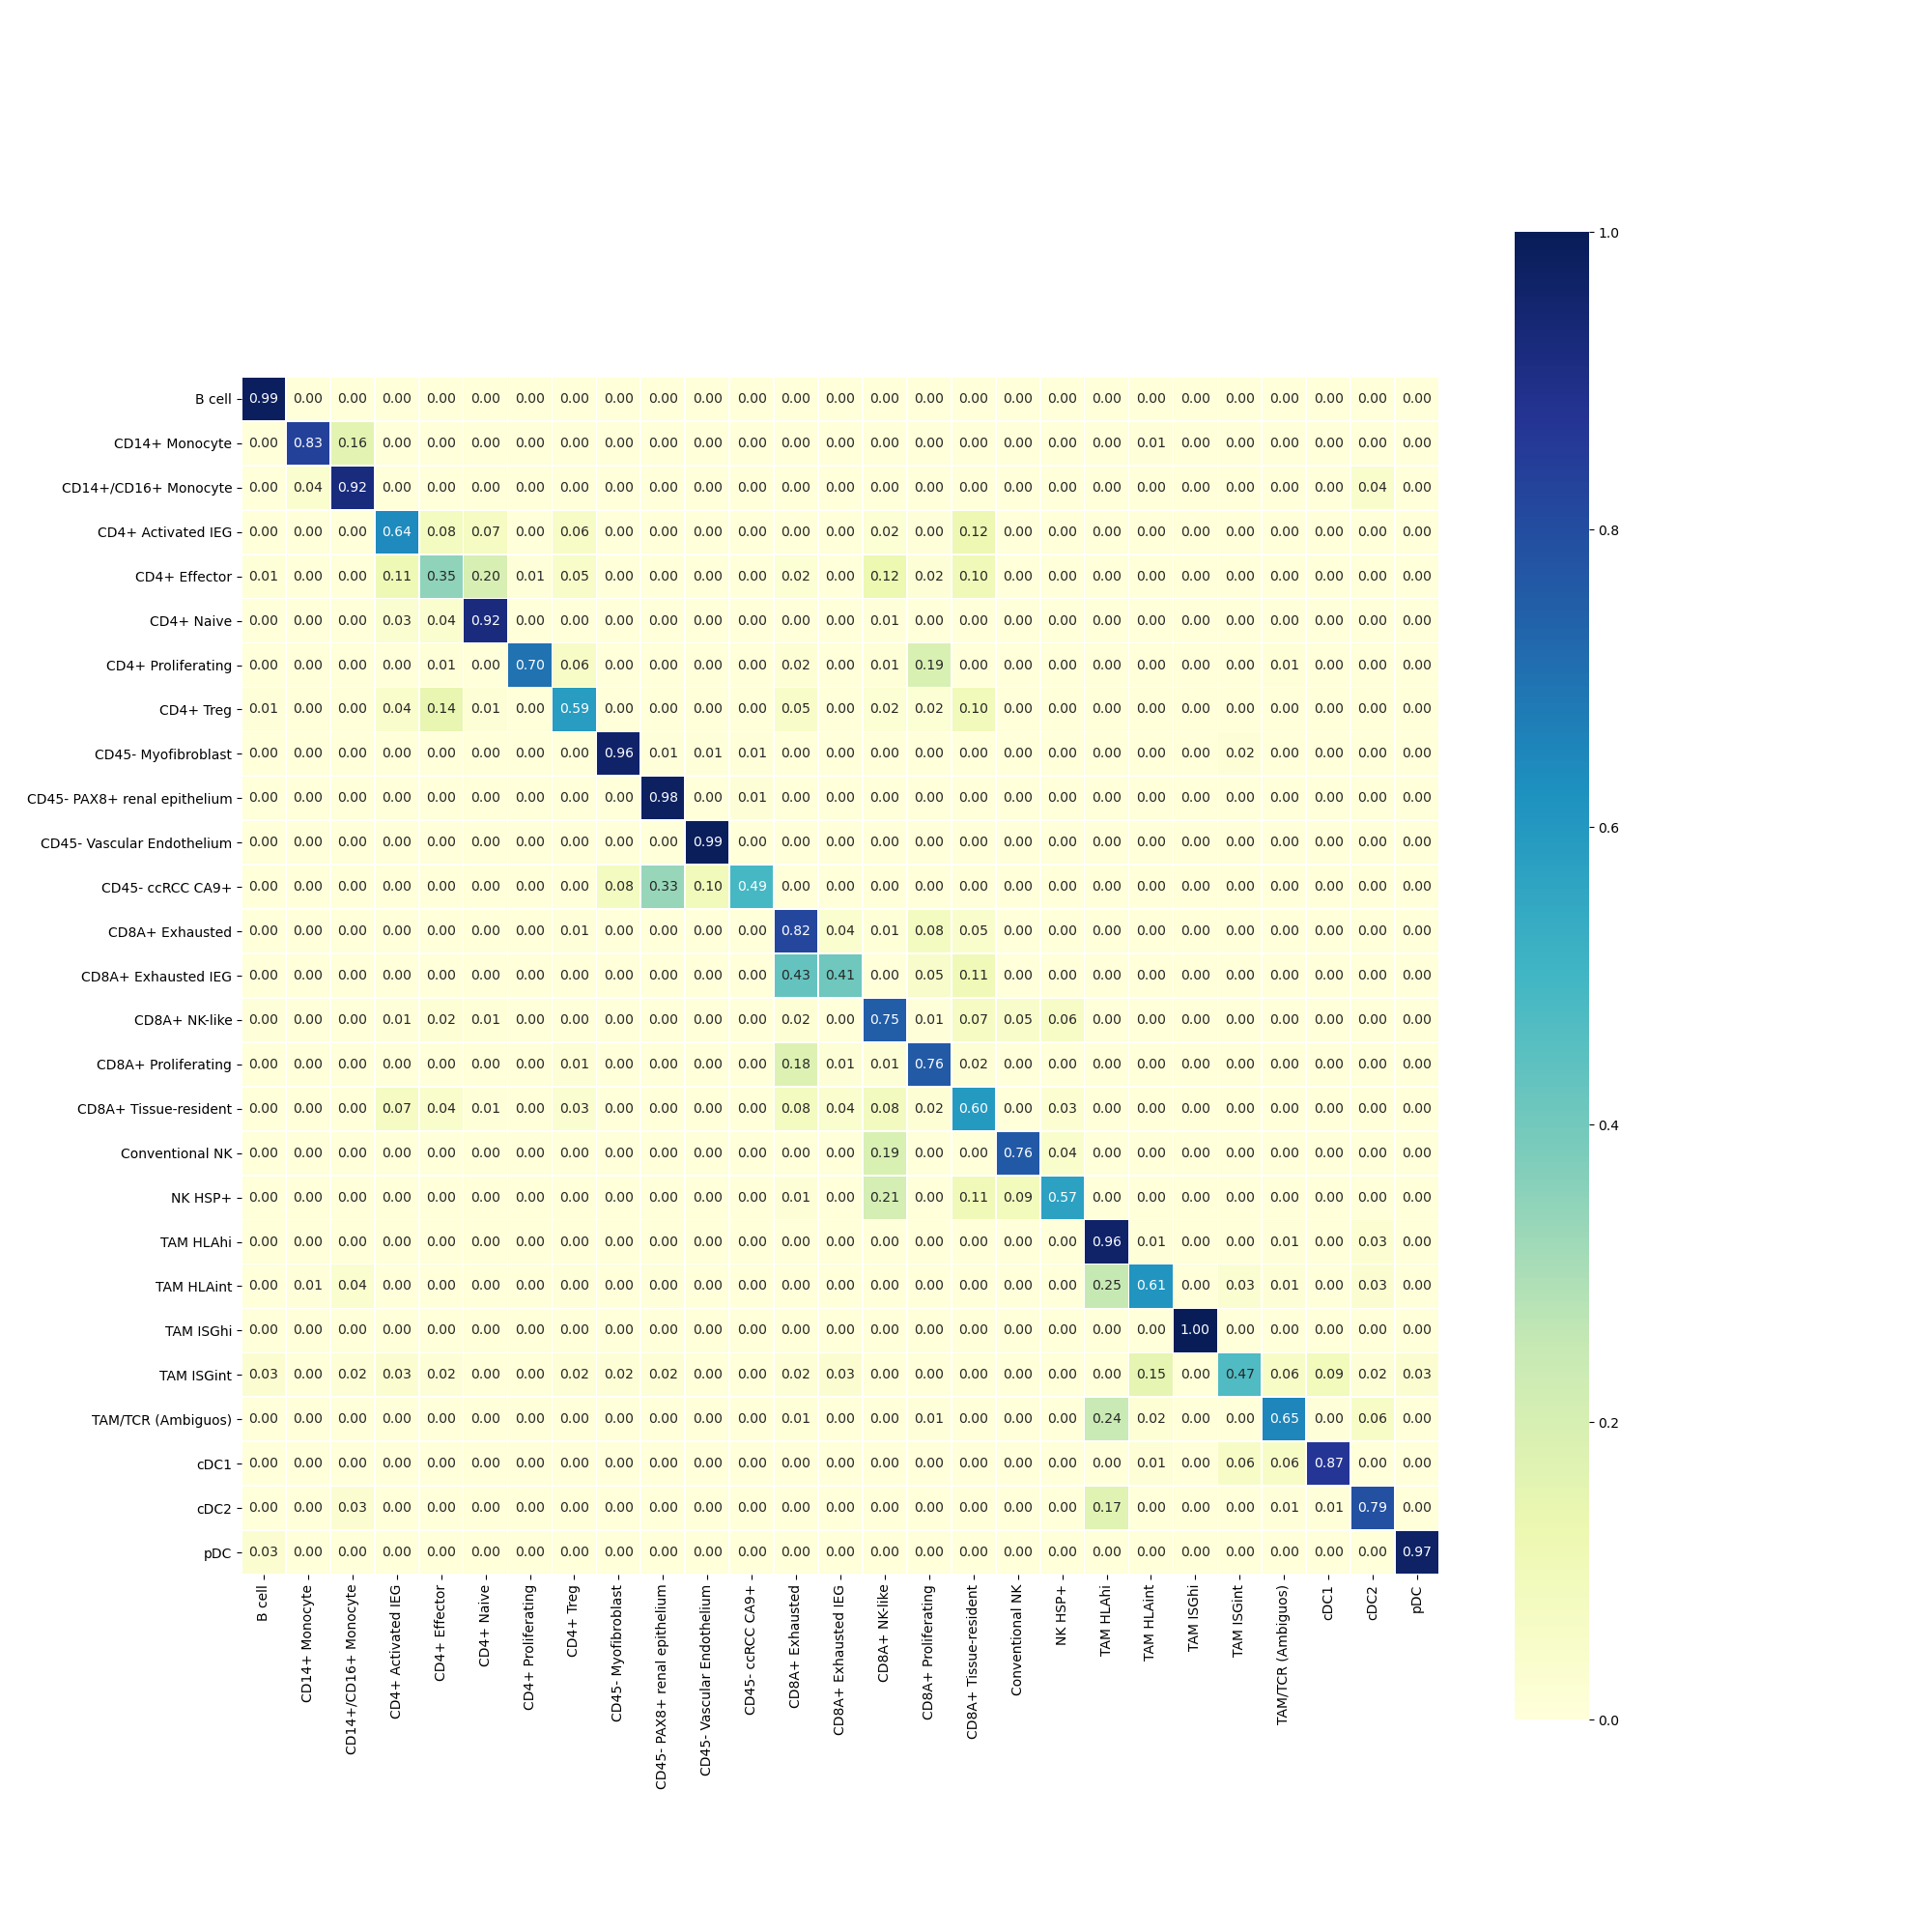 1.0
B cell 0.99 0.00 0.00 0.00 0.00 0.00 0.00 0.00 0.00 0.00 0.00 0.00 0.00 0.00 0.00 0.00 0.00 0.00 0.00 0.00 0.00 0.00 0.00 0.00 0.00 0.00 0.00
CD14+ Monocyte 0.00 0.83 0.16 0.00 0.00 0.00 0.00 0.00 0.00 0.00 0.00 0.00 0.00 0.00 0.00 0.00 0.00 0.00 0.00 0.00 0.01 0.00 0.00 0.00 0.00 0.00 0.00
CD14+/CD16+ Monocyte 0.00 0.04 0.92 0.00 0.00 0.00 0.00 0.00 0.00 0.00 0.00 0.00 0.00 0.00 0.00 0.00 0.00 0.00 0.00 0.00 0.00 0.00 0.00 0.00 0.00 0.04 0.00
CD4+ Activated IEG 0.00 0.00 0.00 0.64 0.08 0.07 0.00 0.06 0.00 0.00 0.00 0.00 0.00 0.00 0.02 0.00 0.12 0.00 0.00 0.00 0.00 0.00 0.00 0.00 0.00 0.00 0.00
0.8
CD4+ Effector 0.01 0.00 0.00 0.11 0.35 0.20 0.01 0.05 0.00 0.00 0.00 0.00 0.02 0.00 0.12 0.02 0.10 0.00 0.00 0.00 0.00 0.00 0.00 0.00 0.00 0.00 0.00
CD4+ Naive 0.00 0.00 0.00 0.03 0.04 0.92 0.00 0.00 0.00 0.00 0.00 0.00 0.00 0.00 0.01 0.00 0.00 0.00 0.00 0.00 0.00 0.00 0.00 0.00 0.00 0.00 0.00
CD4+ Proliferating 0.00 0.00 0.00 0.00 0.01 0.00 0.70 0.06 0.00 0.00 0.00 0.00 0.02 0.00 0.01 0.19 0.00 0.00 0.00 0.00 0.00 0.00 0.00 0.01 0.00 0.00 0.00
CD4+ Treg 0.01 0.00 0.00 0.04 0.14 0.01 0.00 0.59 0.00 0.00 0.00 0.00 0.05 0.00 0.02 0.02 0.10 0.00 0.00 0.00 0.00 0.00 0.00 0.00 0.00 0.00 0.00
CD45- Myofibroblast 0.00 0.00 0.00 0.00 0.00 0.00 0.00 0.00 0.96 0.01 0.01 0.01 0.00 0.00 0.00 0.00 0.00 0.00 0.00 0.00 0.00 0.00 0.02 0.00 0.00 0.00 0.00
CD45- PAX8+ renal epithelium 0.00 0.00 0.00 0.00 0.00 0.00 0.00 0.00 0.00 0.98 0.00 0.01 0.00 0.00 0.00 0.00 0.00 0.00 0.00 0.00 0.00 0.00 0.00 0.00 0.00 0.00 0.00
0.6
CD45- Vascular Endothelium 0.00 0.00 0.00 0.00 0.00 0.00 0.00 0.00 0.00 0.00 0.99 0.00 0.00 0.00 0.00 0.00 0.00 0.00 0.00 0.00 0.00 0.00 0.00 0.00 0.00 0.00 0.00
CD45- ccRCC CA9+ 0.00 0.00 0.00 0.00 0.00 0.00 0.00 0.00 0.08 0.33 0.10 0.49 0.00 0.00 0.00 0.00 0.00 0.00 0.00 0.00 0.00 0.00 0.00 0.00 0.00 0.00 0.00
CD8A+ Exhausted 0.00 0.00 0.00 0.00 0.00 0.00 0.00 0.01 0.00 0.00 0.00 0.00 0.82 0.04 0.01 0.08 0.05 0.00 0.00 0.00 0.00 0.00 0.00 0.00 0.00 0.00 0.00
CD8A+ Exhausted IEG 0.00 0.00 0.00 0.00 0.00 0.00 0.00 0.00 0.00 0.00 0.00 0.00 0.43 0.41 0.00 0.05 0.11 0.00 0.00 0.00 0.00 0.00 0.00 0.00 0.00 0.00 0.00
CD8A+ NK-like 0.00 0.00 0.00 0.01 0.02 0.01 0.00 0.00 0.00 0.00 0.00 0.00 0.02 0.00 0.75 0.01 0.07 0.05 0.06 0.00 0.00 0.00 0.00 0.00 0.00 0.00 0.00
CD8A+ Proliferating 0.00 0.00 0.00 0.00 0.00 0.00 0.00 0.01 0.00 0.00 0.00 0.00 0.18 0.01 0.01 0.76 0.02 0.00 0.00 0.00 0.00 0.00 0.00 0.00 0.00 0.00 0.00
CD8A+ Tissue-resident 0.00 0.00 0.00 0.07 0.04 0.01 0.00 0.03 0.00 0.00 0.00 0.00 0.08 0.04 0.08 0.02 0.60 0.00 0.03 0.00 0.00 0.00 0.00 0.00 0.00 0.00 0.00
0.4
Conventional NK 0.00 0.00 0.00 0.00 0.00 0.00 0.00 0.00 0.00 0.00 0.00 0.00 0.00 0.00 0.19 0.00 0.00 0.76 0.04 0.00 0.00 0.00 0.00 0.00 0.00 0.00 0.00
NK HSP+ 0.00 0.00 0.00 0.00 0.00 0.00 0.00 0.00 0.00 0.00 0.00 0.00 0.01 0.00 0.21 0.00 0.11 0.09 0.57 0.00 0.00 0.00 0.00 0.00 0.00 0.00 0.00
TAM HLAhi 0.00 0.00 0.00 0.00 0.00 0.00 0.00 0.00 0.00 0.00 0.00 0.00 0.00 0.00 0.00 0.00 0.00 0.00 0.00 0.96 0.01 0.00 0.00 0.01 0.00 0.03 0.00
TAM HLAint 0.00 0.01 0.04 0.00 0.00 0.00 0.00 0.00 0.00 0.00 0.00 0.00 0.00 0.00 0.00 0.00 0.00 0.00 0.00 0.25 0.61 0.00 0.03 0.01 0.00 0.03 0.00
TAM ISGhi 0.00 0.00 0.00 0.00 0.00 0.00 0.00 0.00 0.00 0.00 0.00 0.00 0.00 0.00 0.00 0.00 0.00 0.00 0.00 0.00 0.00 1.00 0.00 0.00 0.00 0.00 0.00
TAM ISGint 0.03 0.00 0.02 0.03 0.02 0.00 0.00 0.02 0.02 0.02 0.00 0.00 0.02 0.03 0.00 0.00 0.00 0.00 0.00 0.00 0.15 0.00 0.47 0.06 0.09 0.02 0.03
TAM/TCR (Ambiguos) 0.00 0.00 0.00 0.00 0.00 0.00 0.00 0.00 0.00 0.00 0.00 0.00 0.01 0.00 0.00 0.01 0.00 0.00 0.00 0.24 0.02 0.00 0.00 0.65 0.00 0.06 0.00
0.2
cDC1 0.00 0.00 0.00 0.00 0.00 0.00 0.00 0.00 0.00 0.00 0.00 0.00 0.00 0.00 0.00 0.00 0.00 0.00 0.00 0.00 0.01 0.00 0.06 0.06 0.87 0.00 0.00
cDC2 0.00 0.00 0.03 0.00 0.00 0.00 0.00 0.00 0.00 0.00 0.00 0.00 0.00 0.00 0.00 0.00 0.00 0.00 0.00 0.17 0.00 0.00 0.00 0.01 0.01 0.79 0.00
pDC 0.03 0.00 0.00 0.00 0.00 0.00 0.00 0.00 0.00 0.00 0.00 0.00 0.00 0.00 0.00 0.00 0.00 0.00 0.00 0.00 0.00 0.00 0.00 0.00 0.00 0.00 0.97
B cell
CD14+ Monocyte
CD14+/CD16+ Monocyte
CD4+ Activated IEG
CD4+ Effector
CD4+ Naive
CD4+ Proliferating
CD4+ Treg
CD45- Myofibroblast
CD45- PAX8+ renal epithelium
CD45- Vascular Endothelium
CD45- ccRCC CA9+
CD8A+ Exhausted
CD8A+ Exhausted IEG
CD8A+ NK-like
CD8A+ Proliferating
CD8A+ Tissue-resident
Conventional NK
NK HSP+
TAM HLAhi
TAM HLAint
TAM ISGhi
TAM ISGint
TAM/TCR (Ambiguos)
cDC1
cDC2
pDC
0.0